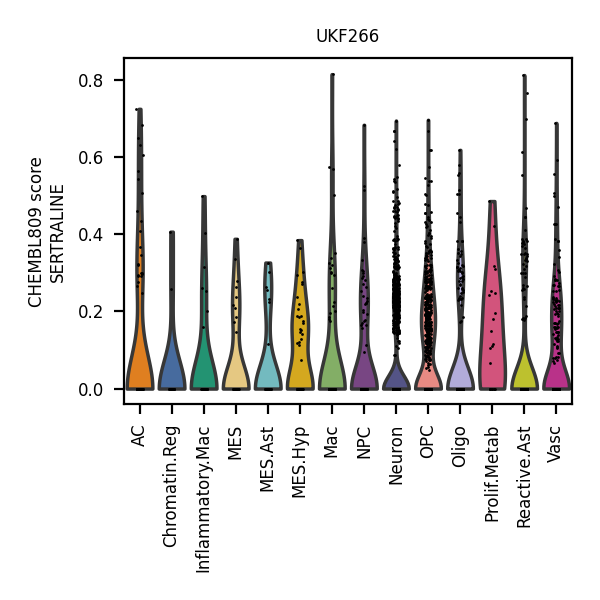 UKF266
CHEMBL809 score
SERTRALINE
0.8
0.6
0.4
0.2
0.0
AC
Chromatin.Reg
Inflammatory.Mac
MES
MES.Ast
MES.Hyp
Mac
NPC
Neuron
OPC
Oligo
Prolif.Metab
Reactive.Ast
Vasc